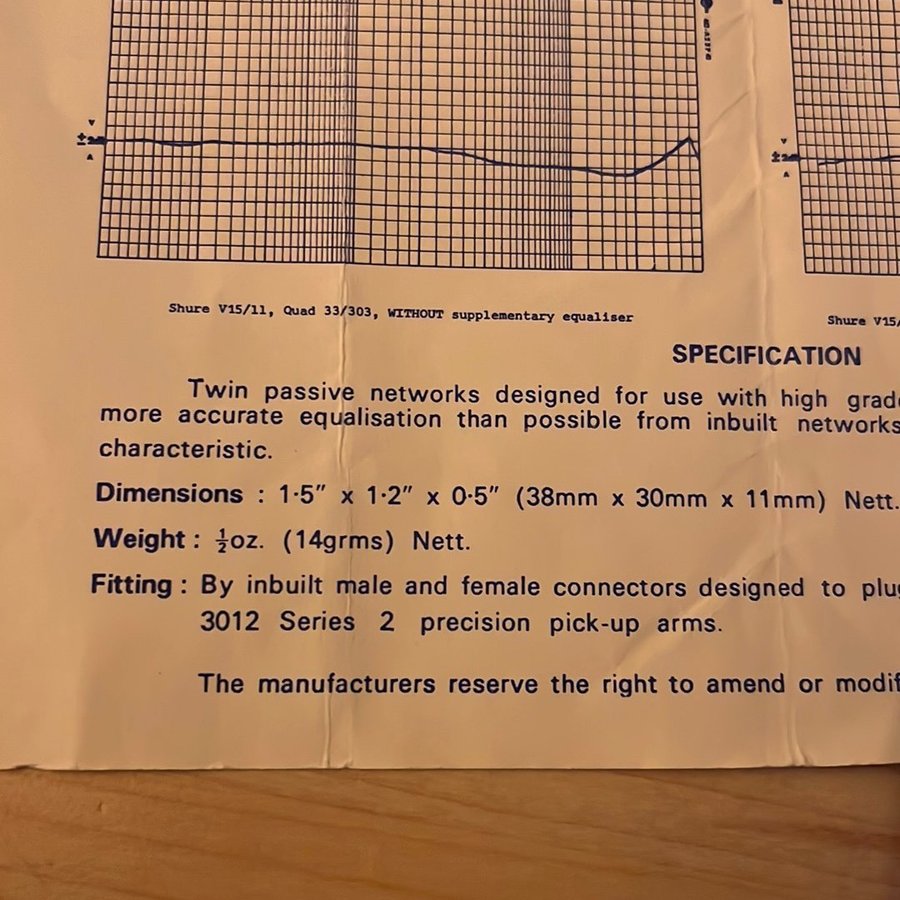 Shure V15/11, Quad 33/303, WITHOUT supplementary equaliser
Shure V15/
SPECIFICATION
Twin passive networks designed for use with high grad
more accurate equalisation than possible from inbuilt networks
characteristic.
Dimensions : 1·5" x 1·2" x 0·5" (38mm x 30mm x 11mm) Nett.
Weight : ½oz. (14grms) Nett.
Fitting : By inbuilt male and female connectors designed to plug
3012 Series 2 precision pick-up arms.
The manufacturers reserve the right to amend or modif